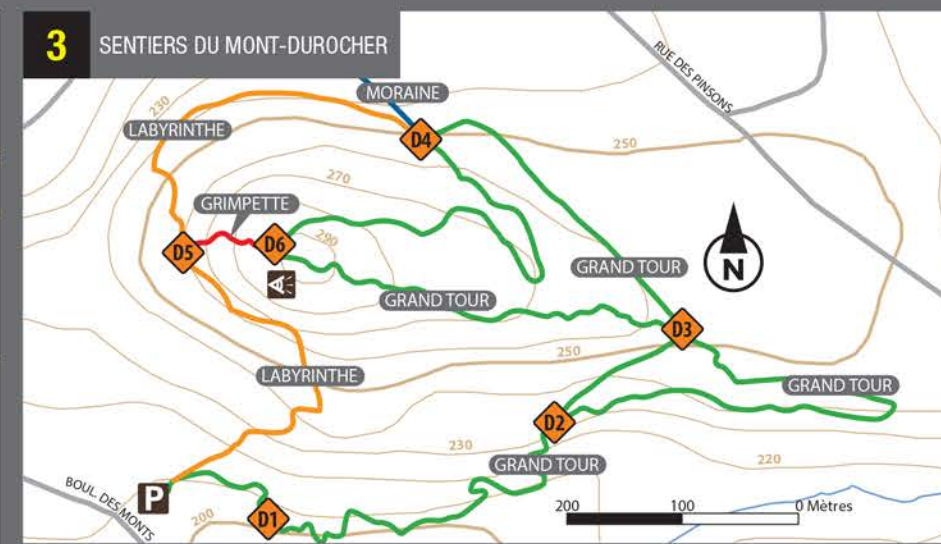 3 SENTIERS DU MONT-DUROCHER
MORAINE
RUE DES PINSONS
230
LABYRINTHE
D4
250
270
GRIMPETTE
D5
D6
290
GRAND TOUR
N
GRAND TOUR
D3
250
LABYRINTHE
GRAND TOUR
D2
230
220
GRAND TOUR
BOUL. DES MONTS
P
200
D1
200 100 0 Mètres